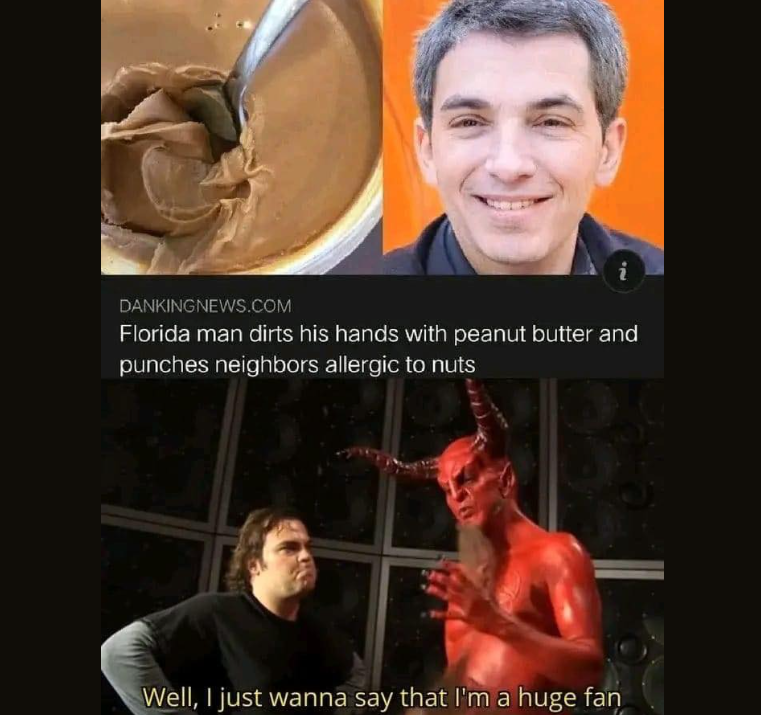 DANKINGNEWS.COM
Florida man dirts his hands with peanut butter and
punches neighbors allergic to nuts
Well, I just wanna say that I'm a huge fan